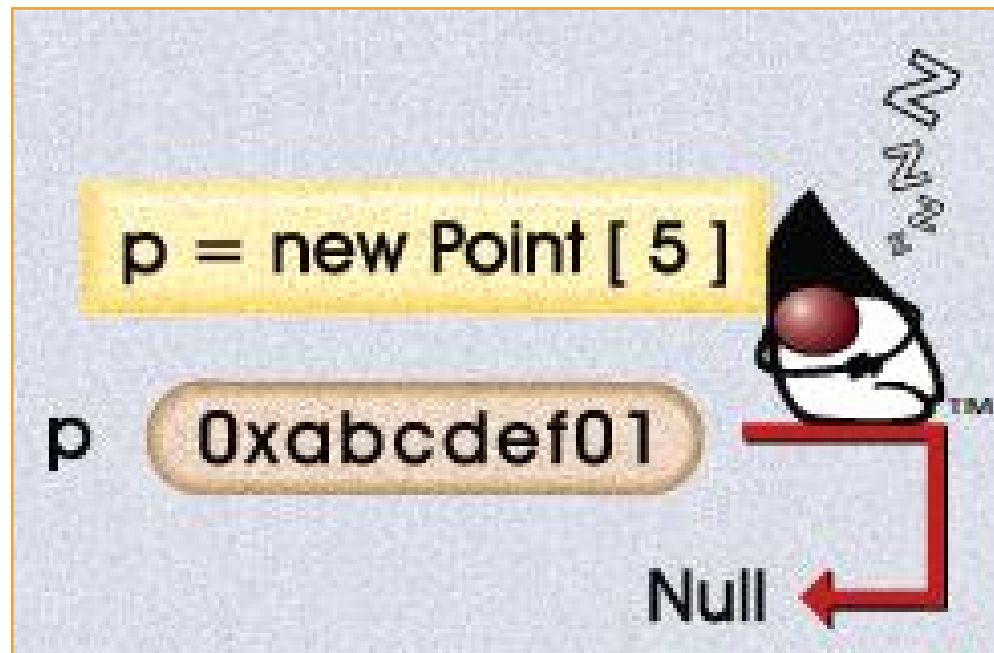 Z
Z
Z
z
p = new Point [ 5 ]
p 0xabcdef01
TM
Null